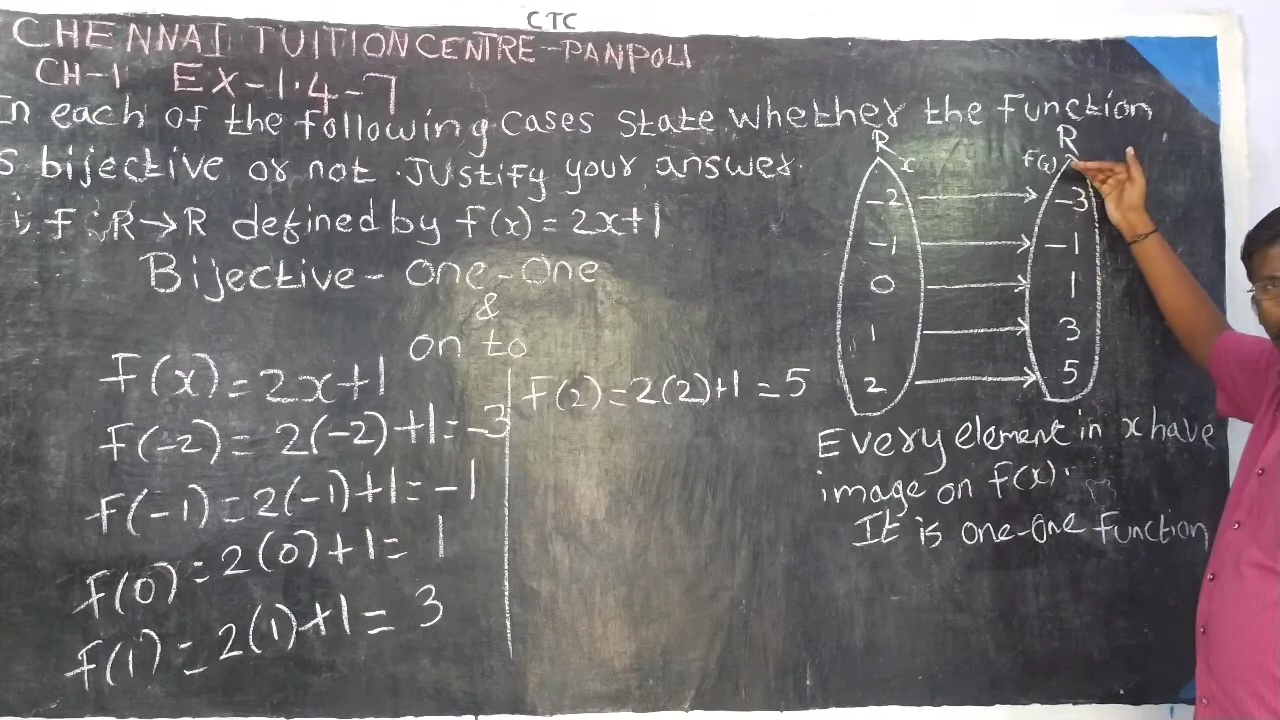 CTC
CHENNAI TUITION CENTRE-PANPOLI
CH-1 EX-1.4-7
In each of the following cases state whether the function
s bijective or not. Justify your answer.
i, f : R→R defined by f(x) = 2x+1
Bijective - One-One
&
on to
f(x) = 2x+1
f(-2) = 2(-2)+1 = -3
f(-1) = 2(-1)+1 = -1
f(0) = 2(0)+1 = 1
f(1) = 2(1)+1 = 3
f(2) = 2(2)+1 = 5
R R
x f(x)
-2 -3
-1 -1
0 1
1 3
2 5
Every element in x have
image on f(x).
It is one-one function